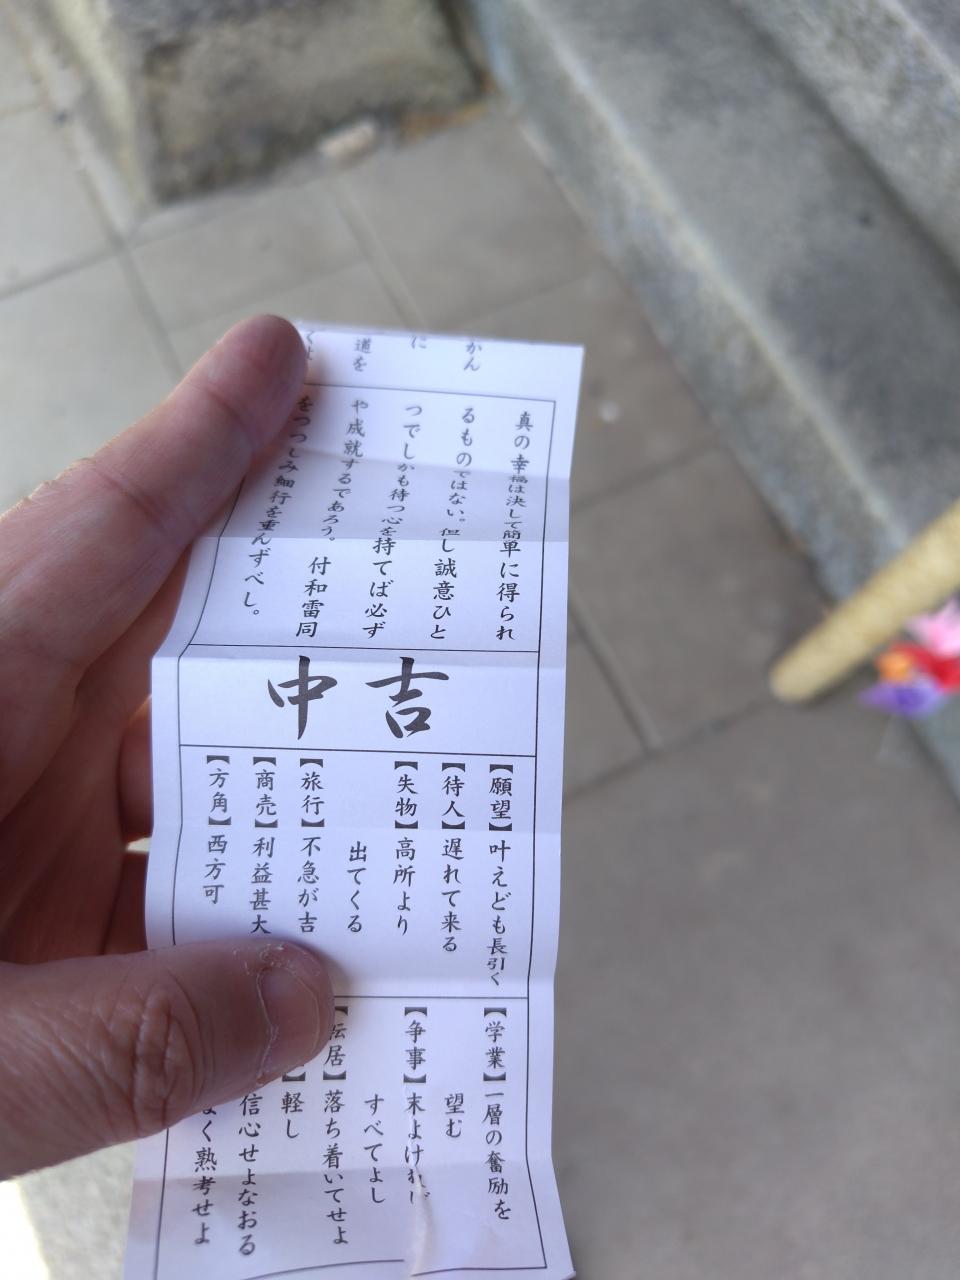 かん
に
道を
くは
真の幸福は決して簡単に得られ
るものではない。但し誠意ひと
つでしかも待つ心を持てば必ず
や成就するであろう。付和雷同
をつつしみ細行を重んずべし。
中吉
【願望】叶えども長引く
【待人】遅れて来る
【失物】高所より
出てくる
【旅行】不急が吉
【商売】利益甚大
【方角】西方可
【学業】一層の奮励を
望む
【争事】末よければ
すべてよし
【転居】落ち着いてせよ
】軽し
信心せよなおる
よく熟考せよ